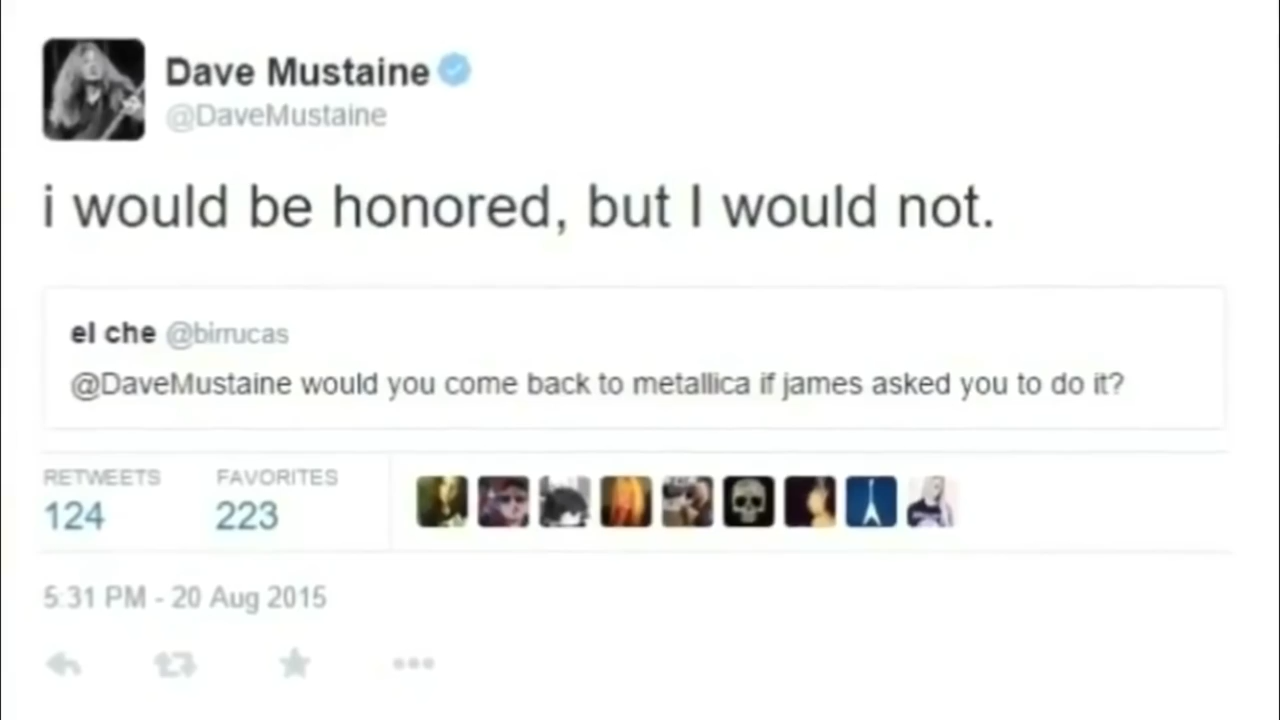 Dave Mustaine
@DaveMustaine
i would be honored, but I would not.
el che @birrucas
@DaveMustaine would you come back to metallica if james asked you to do it?
RETWEETS FAVORITES
124 223
5:31 PM - 20 Aug 2015